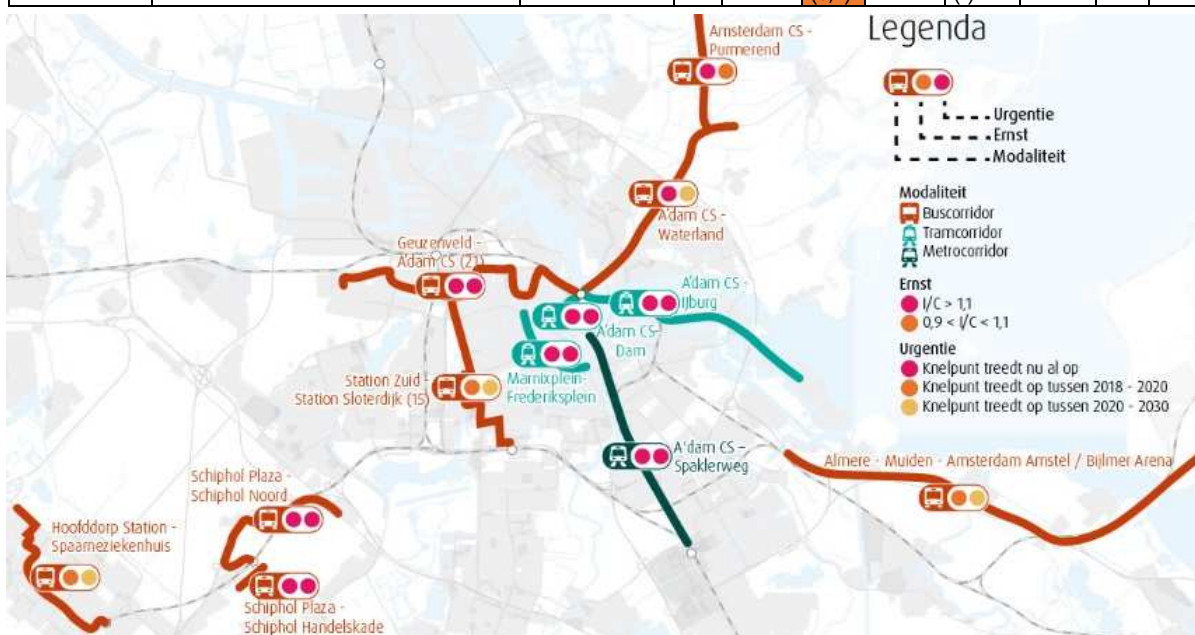 Amsterdam CS -
Purmerend
Legenda
Urgentie
Ernst
Modaliteit
Modaliteit
Buscorridor
Tramcorridor
Metrocorridor
Ernst
I/C > 1,1
0,9 < I/C < 1,1
Urgentie
Knelpunt treedt nu al op
Knelpunt treedt op tussen 2018 - 2020
Knelpunt treedt op tussen 2020 - 2030
A'dam CS -
Waterland
Geuzenveld -
A'dam CS (21)
A'dam CS -
IJburg
A'dam CS-
Dam
Marnixplein-
Frederiksplein
Station Zuid -
Station Sloterdijk (15)
A'dam CS –
Spaklerweg
Almere - Muiden - Amsterdam Amstel / Bijlmer Arena
Schiphol Plaza -
Schiphol Noord
Hoofddorp Station -
Spaarneziekenhuis
Schiphol Plaza -
Schiphol Handelskade